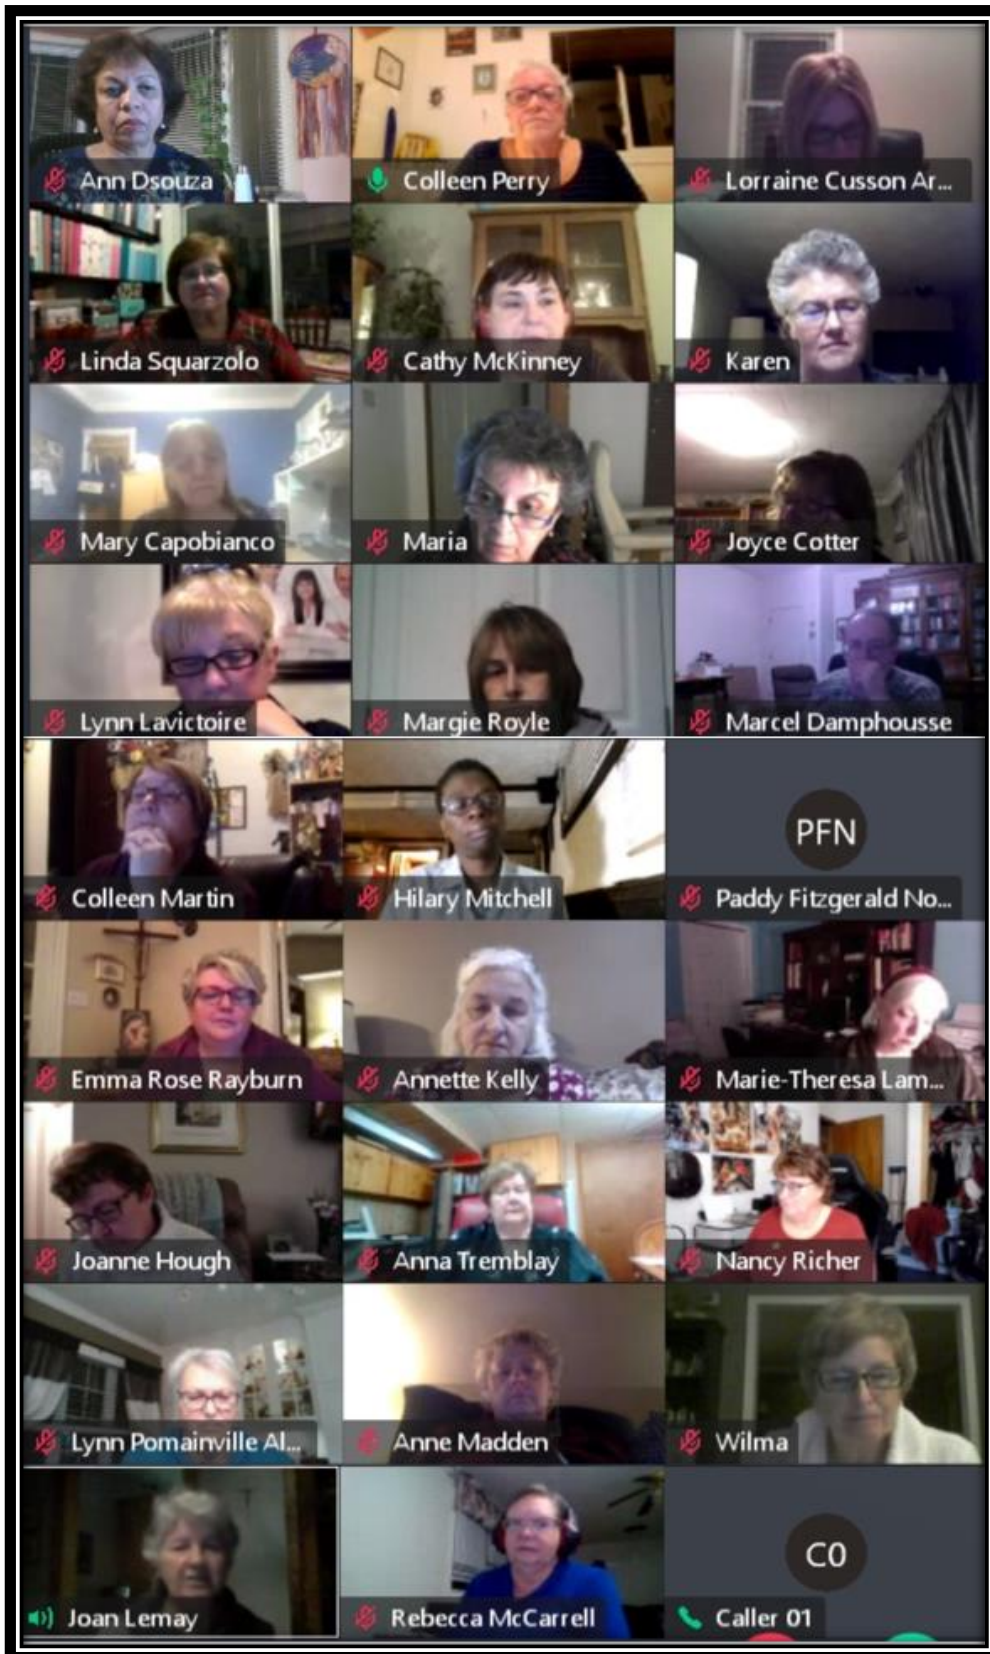 Ann Dsouza
Colleen Perry
Lorraine Cusson Ar...
Linda Squarzolo
Cathy McKinney
Karen
Mary Capobianco
Maria
Joyce Cotter
Lynn Lavictoire
Margie Royle
Marcel Damphousse
Colleen Martin
Hilary Mitchell
PFN
Paddy Fitzgerald No...
Emma Rose Rayburn
Annette Kelly
Marie-Theresa Lam...
Joanne Hough
Anna Tremblay
Nancy Richer
Lynn Pomainville Al...
Anne Madden
Wilma
Joan Lemay
Rebecca McCarrell
C0
Caller 01